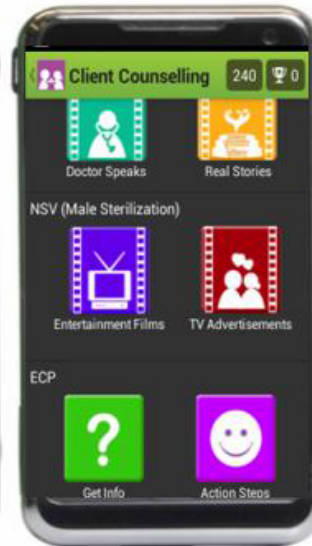 Client Counselling 240 0
Doctor Speaks Real Stories
NSV (Male Sterilization)
Entertainment Films TV Advertisements
ECP
?
Get Info Action Steps